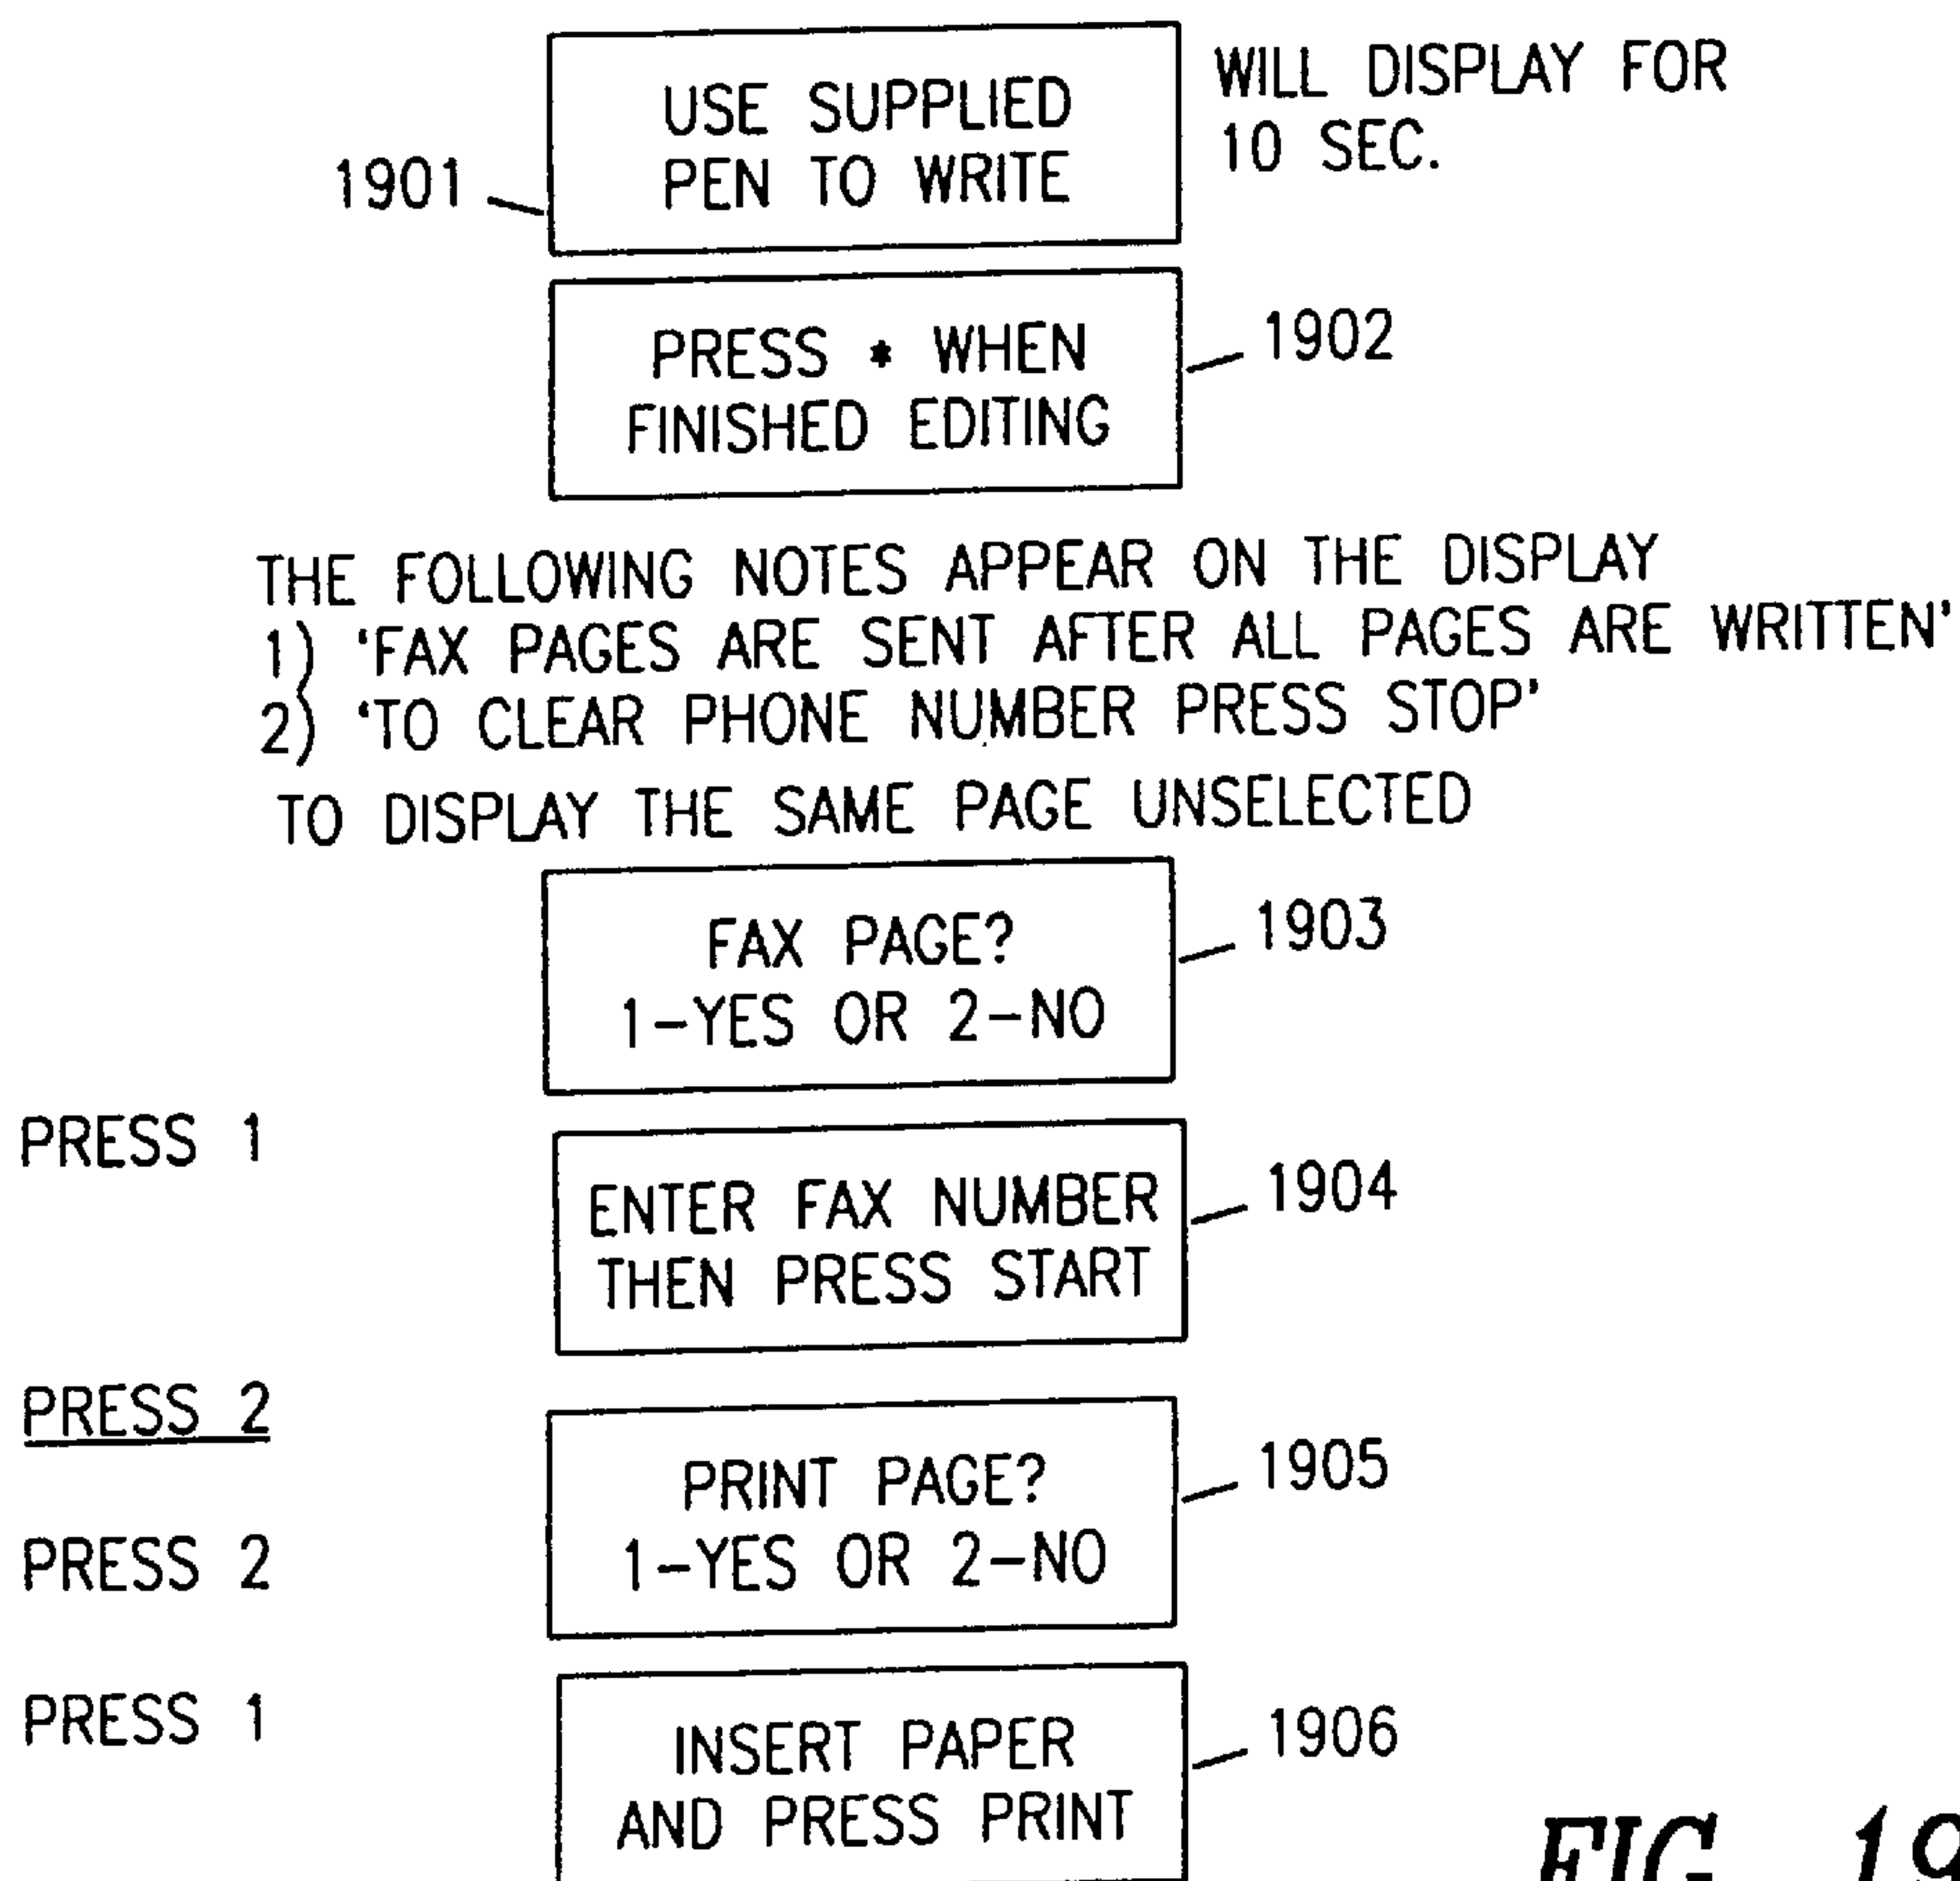 USE SUPPLIED
PEN TO WRITE
WILL DISPLAY FOR
10 SEC.
1901
PRESS * WHEN
FINISHED EDITING
1902
THE FOLLOWING NOTES APPEAR ON THE DISPLAY
1) ‘FAX PAGES ARE SENT AFTER ALL PAGES ARE WRITTEN’
2) ‘TO CLEAR PHONE NUMBER PRESS STOP’
TO DISPLAY THE SAME PAGE UNSELECTED
FAX PAGE?
1-YES OR 2-NO
1903
PRESS 1
ENTER FAX NUMBER
THEN PRESS START
1904
PRESS 2
PRINT PAGE?
1-YES OR 2-NO
1905
PRESS 2
PRESS 1
INSERT PAPER
AND PRESS PRINT
1906
FIG. 19